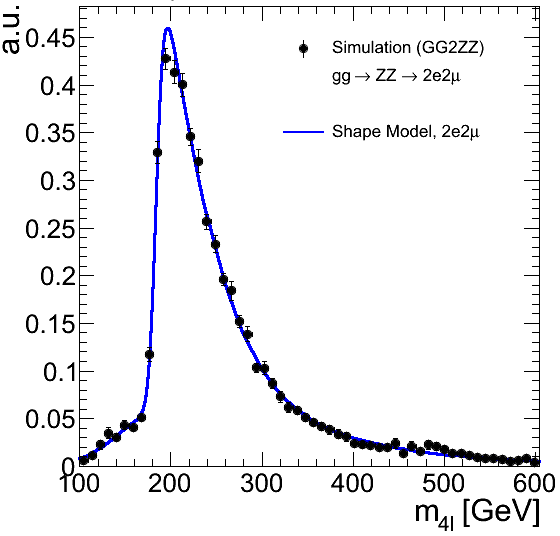 a.u.
0.45
0.4
0.35
0.3
0.25
0.2
0.15
0.1
0.05
0
Simulation (GG2ZZ)
gg → ZZ → 2e2μ
Shape Model, 2e2μ
100 200 300 400 500 600
m4l [GeV]